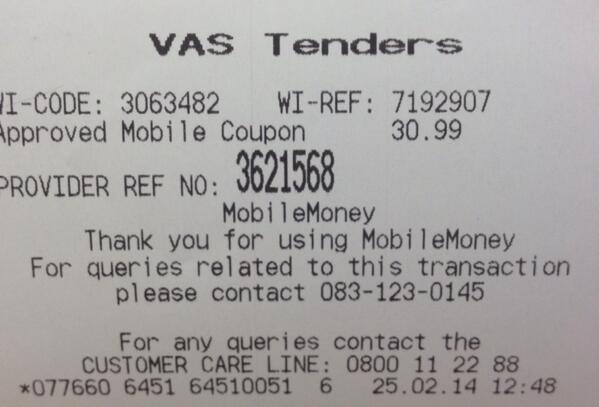 VAS Tenders
WI-CODE: 3063482 WI-REF: 7192907
Approved Mobile Coupon 30.99
PROVIDER REF NO: 3621568
MobileMoney
Thank you for using MobileMoney
For queries related to this transaction
please contact 083-123-0145
For any queries contact the
CUSTOMER CARE LINE: 0800 11 22 88
*077660 6451 64510051 6 25.02.14 12:48